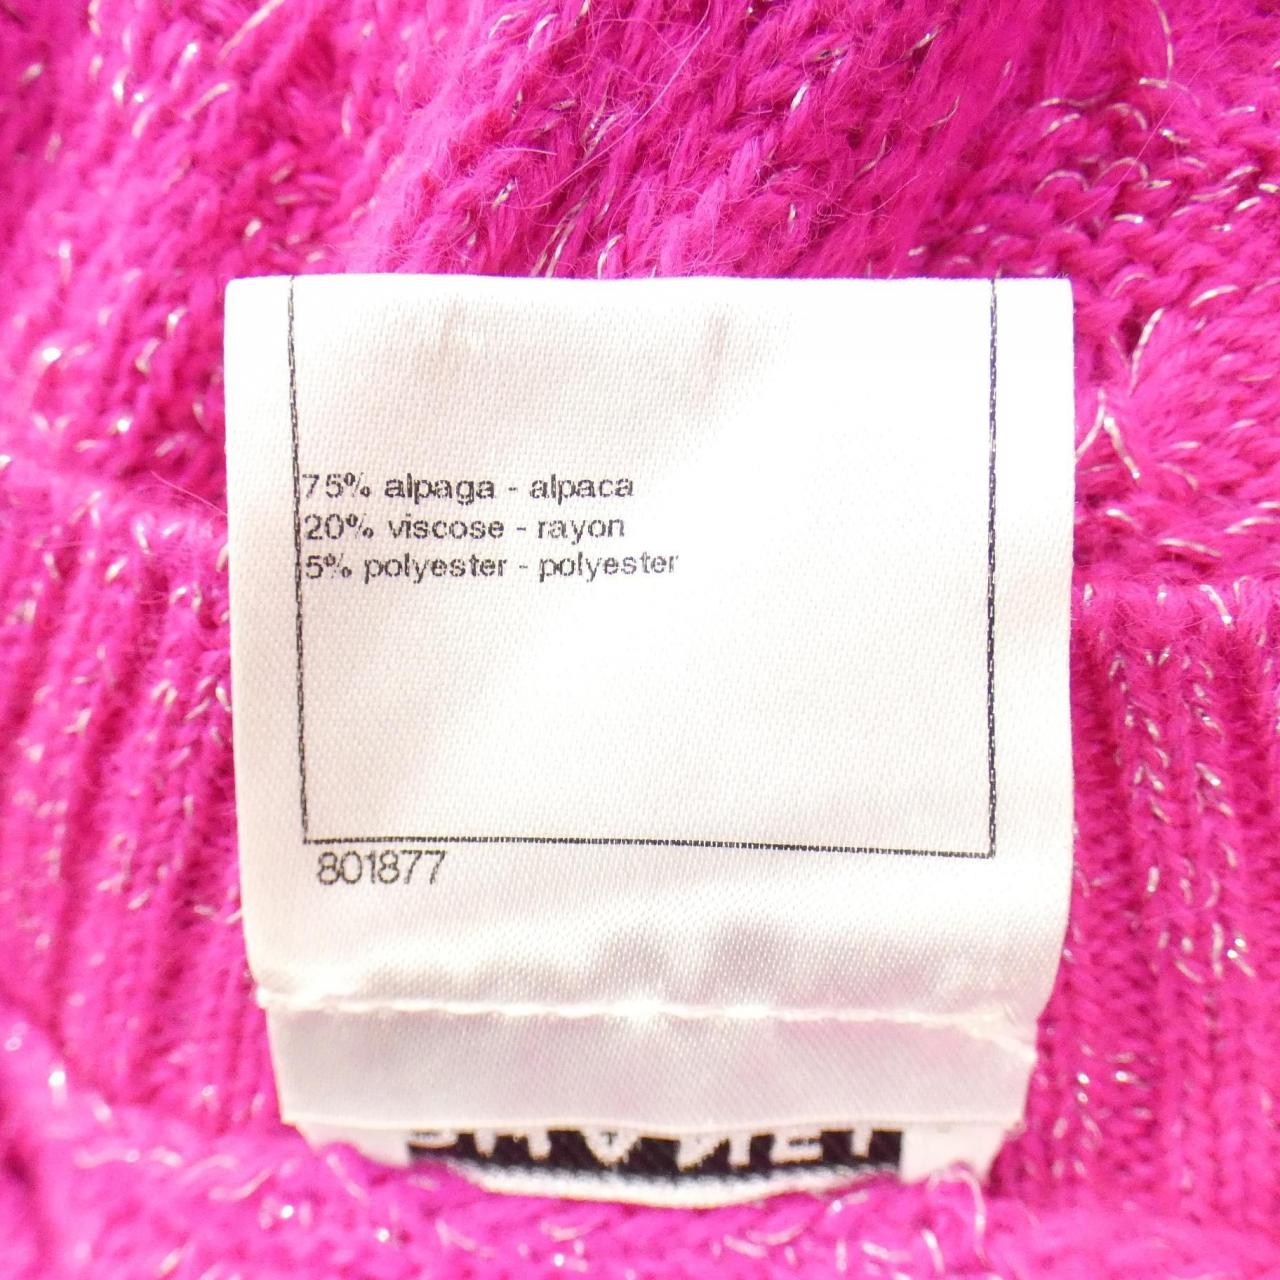 75% alpaga - alpaca
20% viscose - rayon
5% polyester - polyester
801877